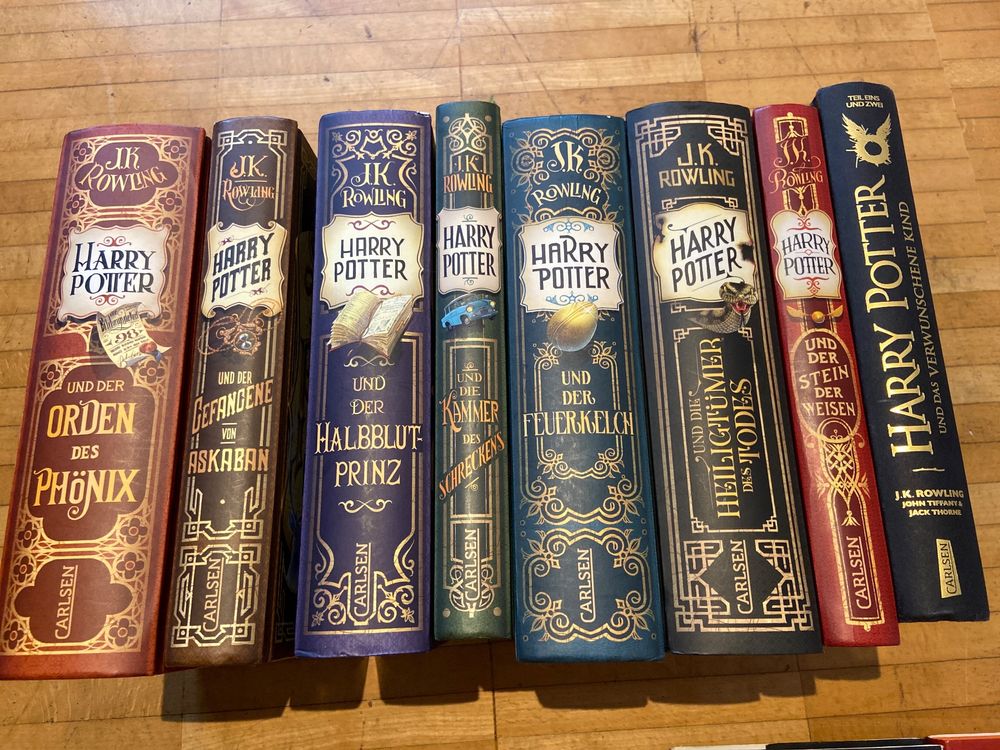 J.K.
ROWLING
HARRY
POTTER
UND DER
ORDEN
DES
PHÖNIX
CARLSEN
J.K.
ROWLING
HARRY
POTTER
UND DER
GEFANGENE
VON
ASKABAN
CARLSEN
J.K.
ROWLING
HARRY
POTTER
UND
DER
HALBBLUT-
PRINZ
CARLSEN
J.K.
ROWLING
HARRY
POTTER
UND
DIE
KAMMER
DES
SCHRECKENS
CARLSEN
J.K.
ROWLING
HARRY
POTTER
UND
DER
FEUERKELCH
CARLSEN
J.K.
ROWLING
HARRY
POTTER
UND DIE
HEILIGTÜMER
DES TODES
CARLSEN
J.K.
ROWLING
HARRY
POTTER
UND
DER
STEIN
DER
WEISEN
CARLSEN
TEIL EINS
UND ZWEI
HARRY POTTER
UND DAS VERWUNSCHENE KIND
J.K. ROWLING
JOHN TIFFANY &
JACK THORNE
CARLSEN